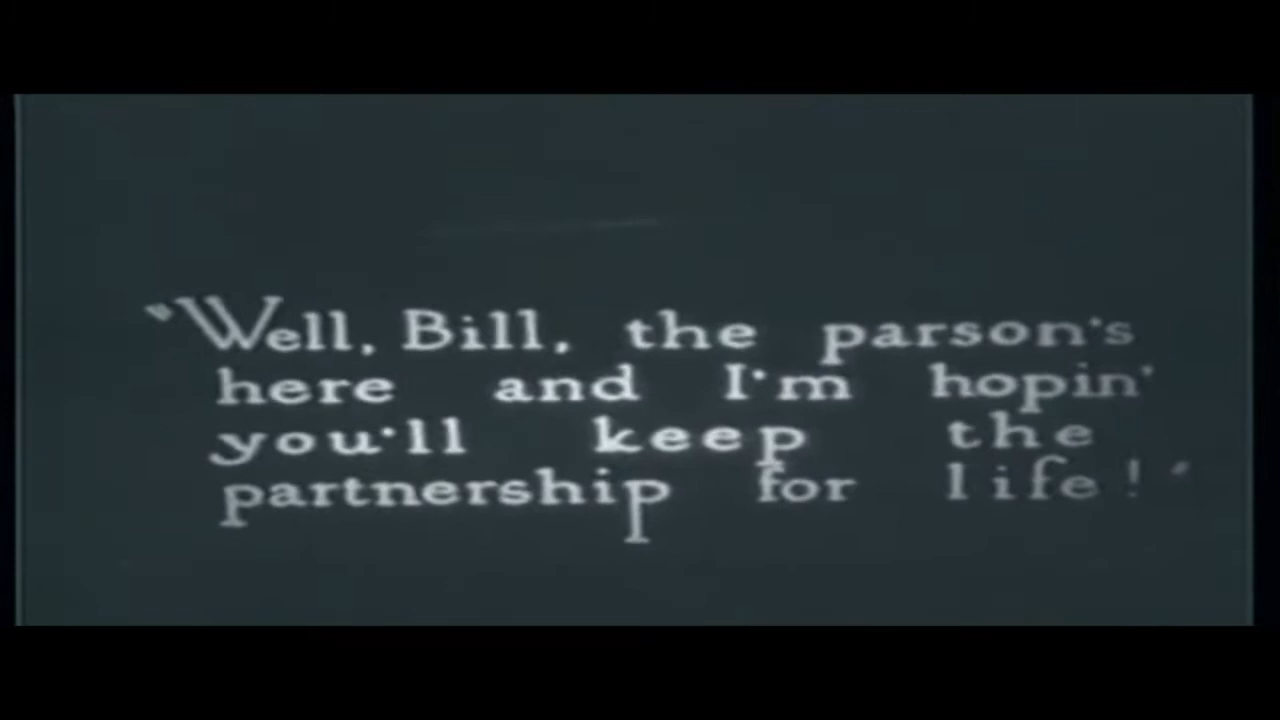 "Well, Bill, the parson's
here and I'm hopin'
you'll keep the
partnership for life!"